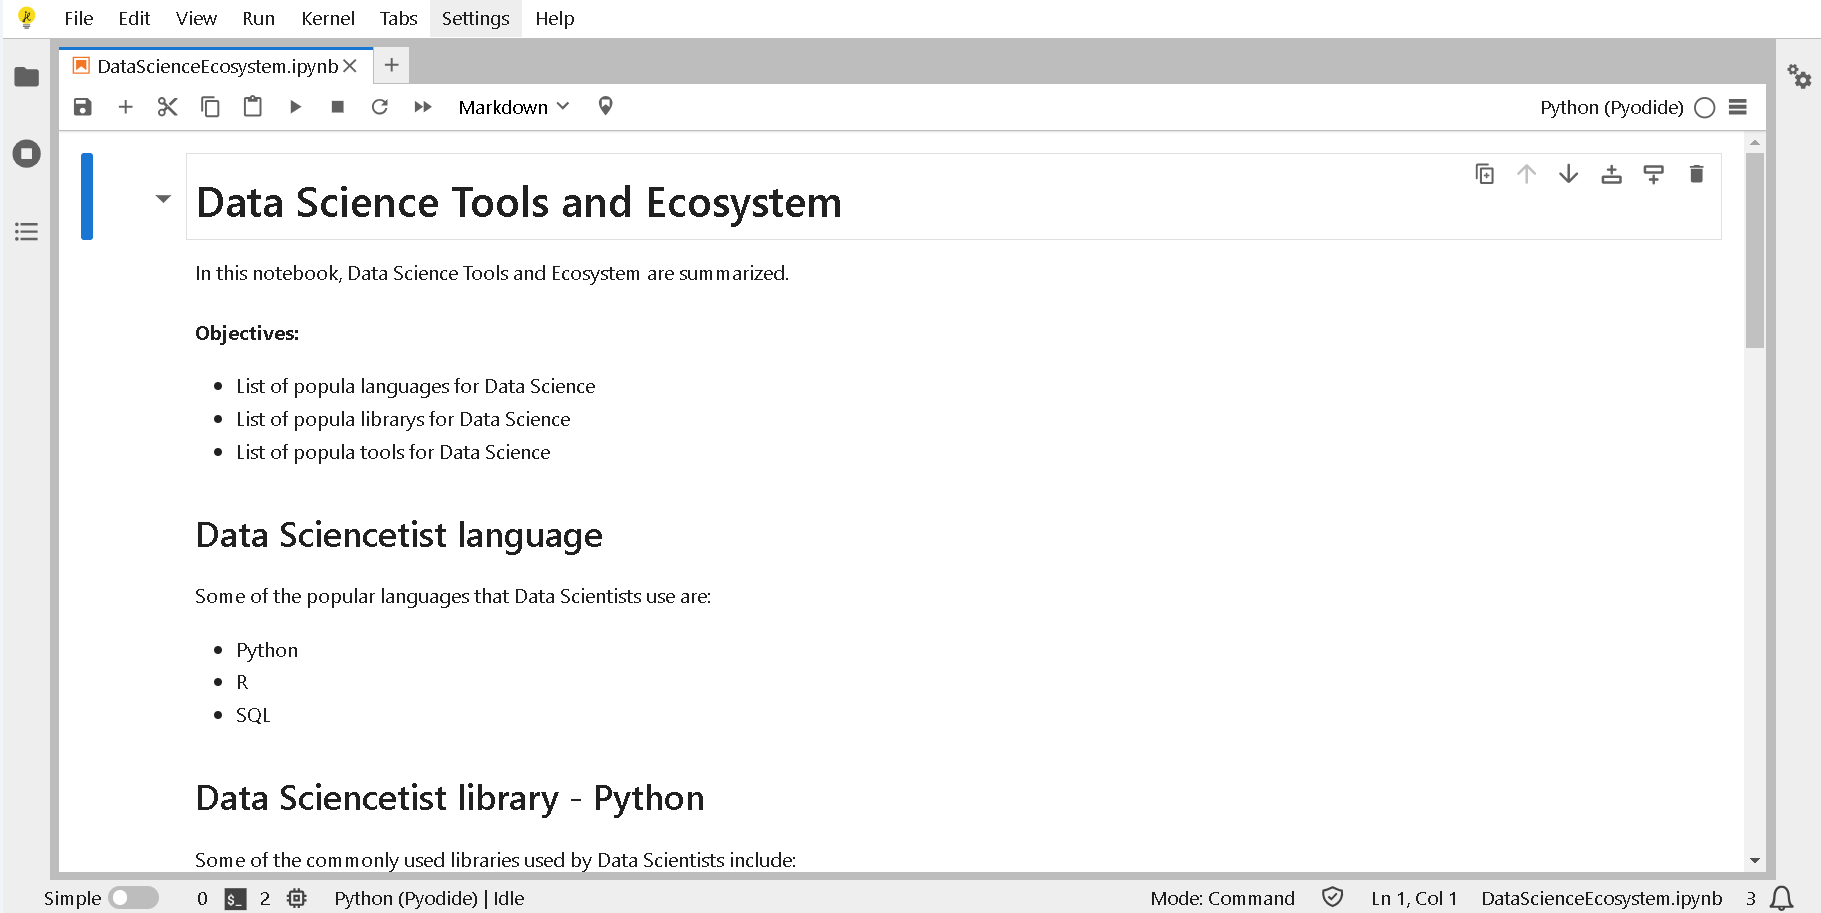 File Edit View Run Kernel Tabs Settings Help
DataScienceEcosystem.ipynb
Markdown
Python (Pyodide)
Data Science Tools and Ecosystem
In this notebook, Data Science Tools and Ecosystem are summarized.
Objectives:
• List of popula languages for Data Science
• List of popula librarys for Data Science
• List of popula tools for Data Science
Data Sciencetist language
Some of the popular languages that Data Scientists use are:
• Python
• R
• SQL
Data Sciencetist library - Python
Some of the commonly used libraries used by Data Scientists include:
Simple 0 $_ 2 Python (Pyodide) | Idle Mode: Command Ln 1, Col 1 DataScienceEcosystem.ipynb 3